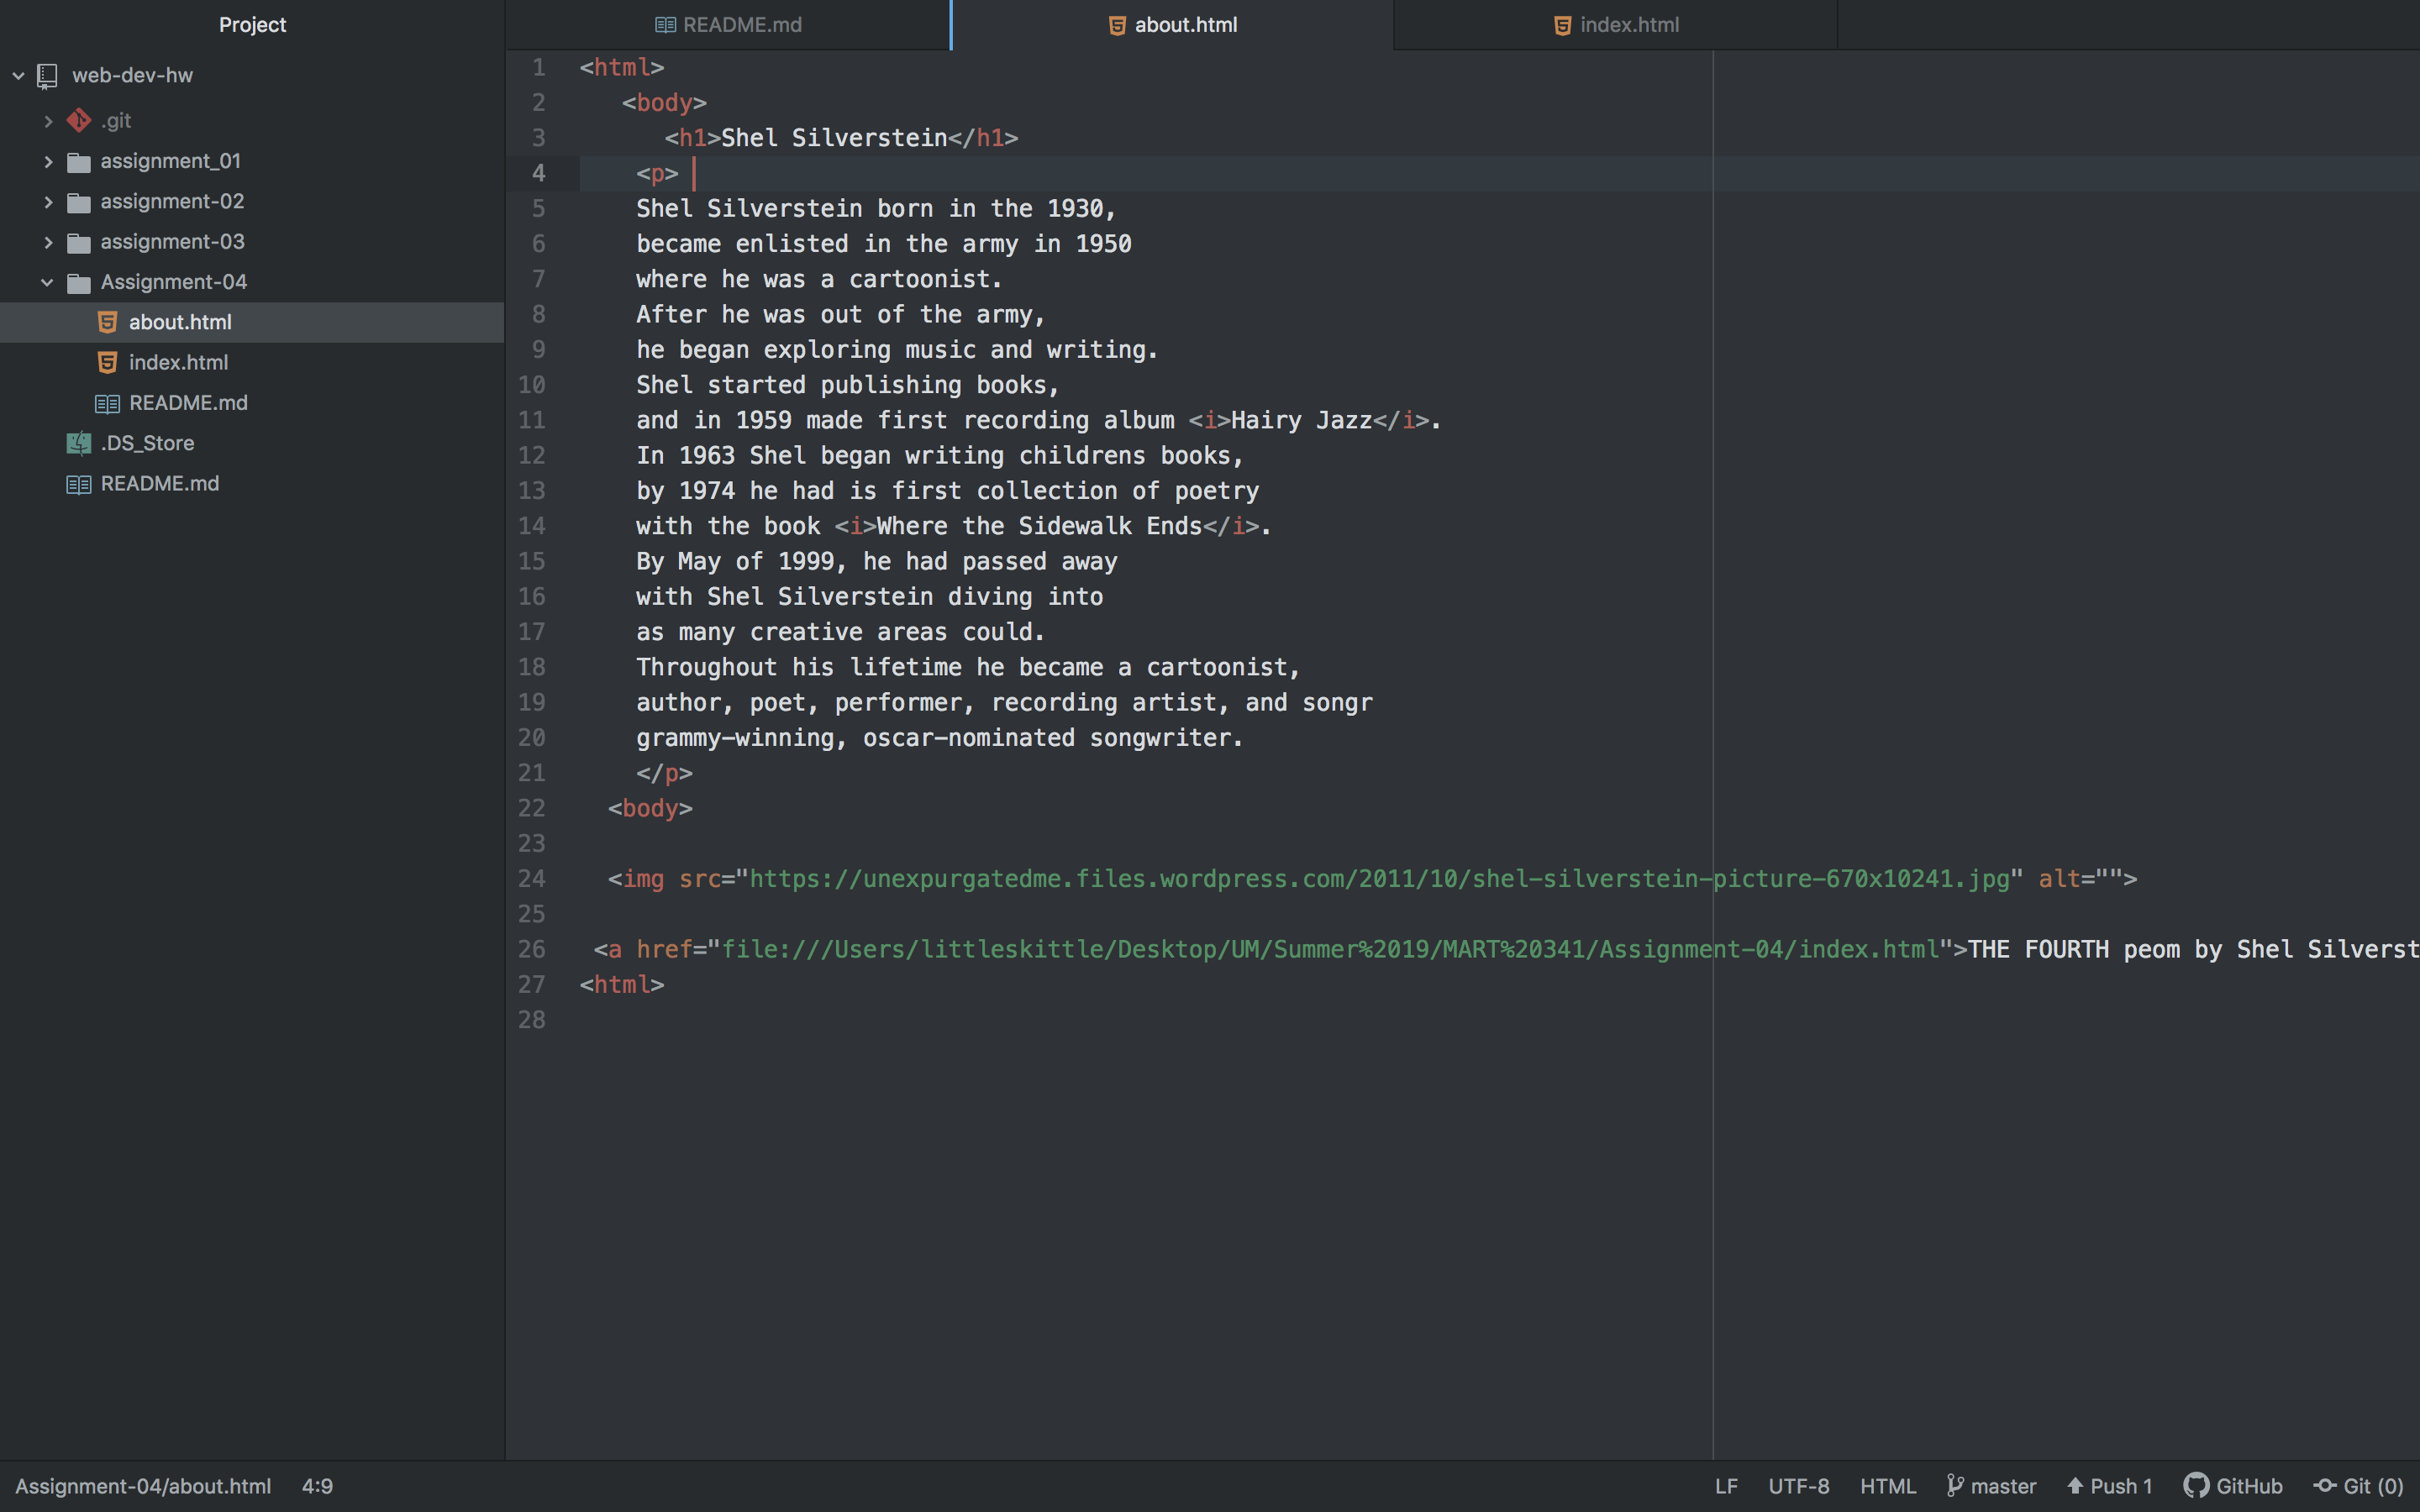 Project
web-dev-hw
.git
assignment_01
assignment-02
assignment-03
Assignment-04
about.html
index.html
README.md
.DS_Store
README.md
README.md
about.html
index.html
1 <html>
2 <body>
3 <h1>Shel Silverstein</h1>
4 <p>
5 Shel Silverstein born in the 1930,
6 became enlisted in the army in 1950
7 where he was a cartoonist.
8 After he was out of the army,
9 he began exploring music and writing.
10 Shel started publishing books,
11 and in 1959 made first recording album <i>Hairy Jazz</i>.
12 In 1963 Shel began writing childrens books,
13 by 1974 he had is first collection of poetry
14 with the book <i>Where the Sidewalk Ends</i>.
15 By May of 1999, he had passed away
16 with Shel Silverstein diving into
17 as many creative areas could.
18 Throughout his lifetime he became a cartoonist,
19 author, poet, performer, recording artist, and songr
20 grammy-winning, oscar-nominated songwriter.
21 </p>
22 <body>
23
24 <img src="https://unexpurgatedme.files.wordpress.com/2011/10/shel-silverstein-picture-670x10241.jpg" alt="">
25
26 <a href="file:///Users/littleskittle/Desktop/UM/Summer%2019/MART%20341/Assignment-04/index.html">THE FOURTH peom by Shel Silverst
27 <html>
28
Assignment-04/about.html 4:9 LF UTF-8 HTML master Push 1 GitHub Git (0)